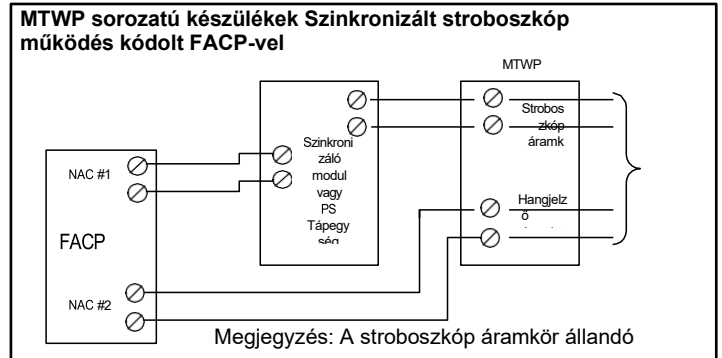 MTWP sorozatú készülékek Szinkronizált stroboszkóp
működés kódolt FACP-vel
MTWP
Strobos
zkóp
áramk
Szinkroni
záló
modul
vagy
PS
Tápegy
ség
NAC #1
FACP
Hangjelz
ő
NAC #2
Megjegyzés: A stroboszkóp áramkör állandó